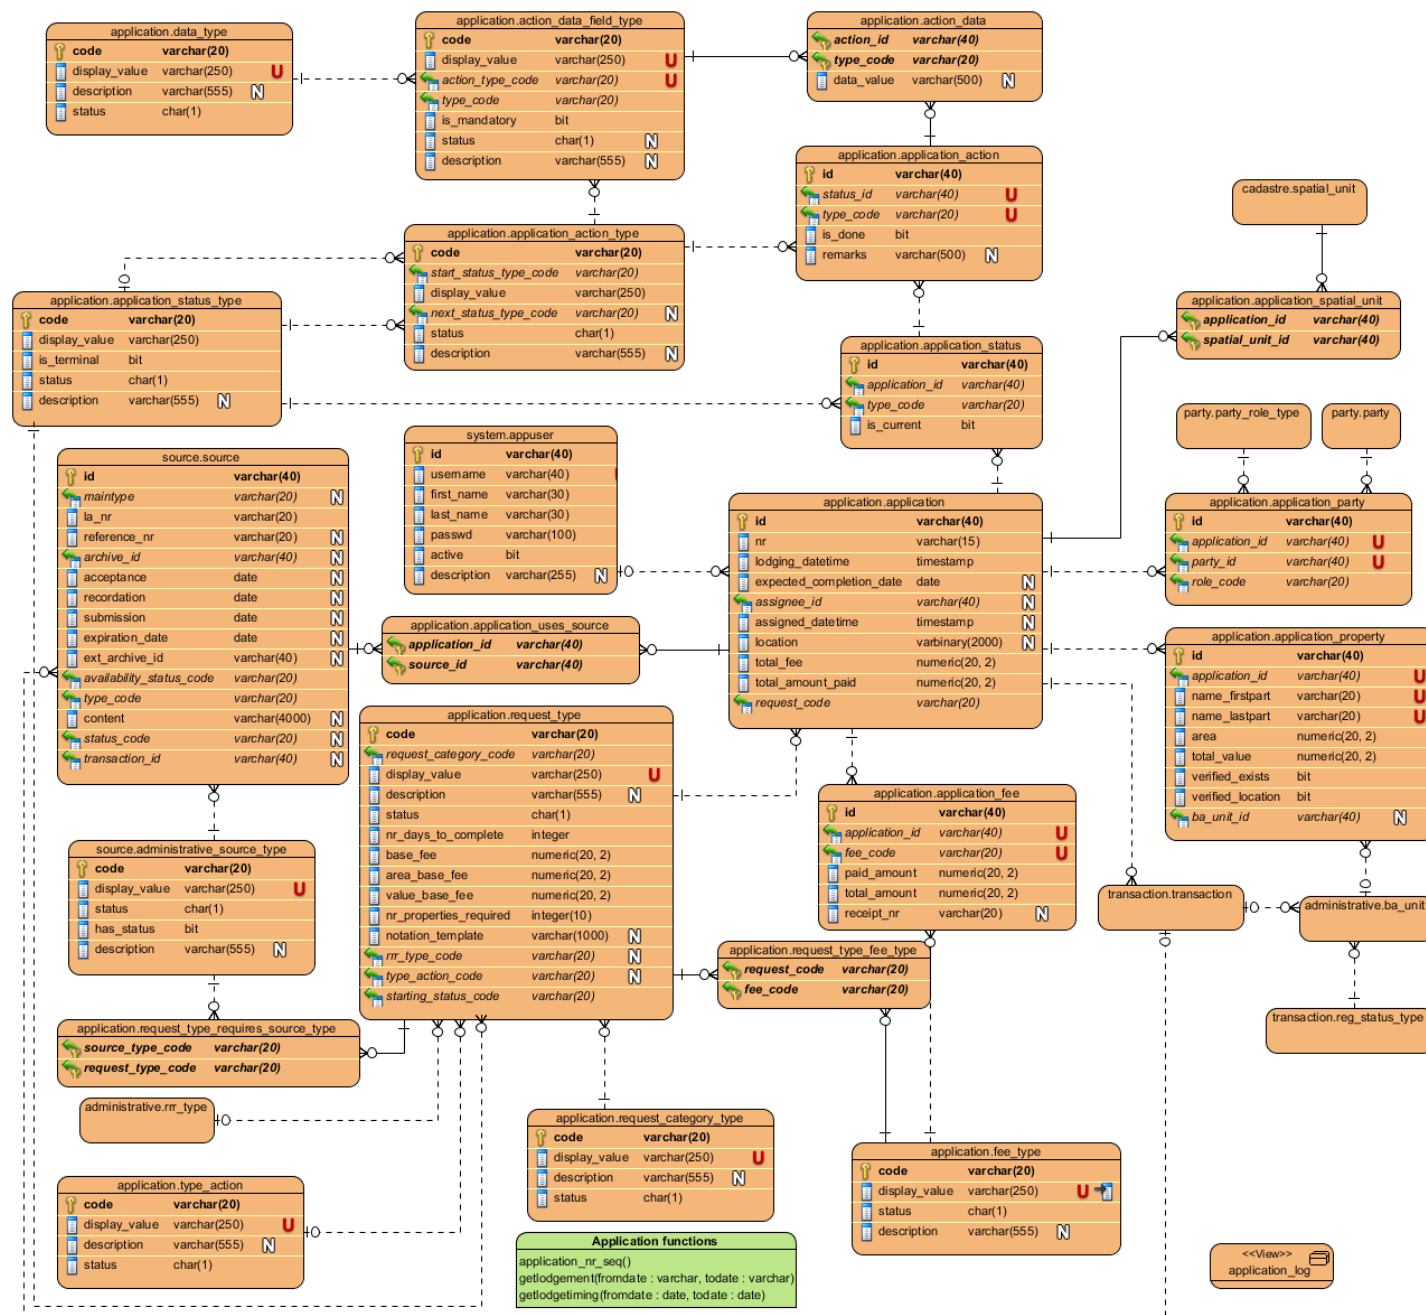 application.data_type
code varchar(20)
display_value varchar(250) U
description varchar(555) N
status char(1)
application.action_data_field_type
code varchar(20)
display_value varchar(250) U
action_type_code varchar(20) U
type_code varchar(20)
is_mandatory bit
status char(1) N
description varchar(555) N
application.action_data
action_id varchar(40)
type_code varchar(20)
data_value varchar(500) N
application.application_action
id varchar(40)
status_id varchar(40) U
type_code varchar(20) U
is_done bit
remarks varchar(500) N
cadastre.spatial_unit
application.application_action_type
code varchar(20)
start_status_type_code varchar(20)
display_value varchar(250)
next_status_type_code varchar(20) N
status char(1)
description varchar(555) N
application.application_status_type
code varchar(20)
display_value varchar(250)
is_terminal bit
status char(1)
description varchar(555) N
application.application_spatial_unit
application_id varchar(40)
spatial_unit_id varchar(40)
application.application_status
id varchar(40)
application_id varchar(40)
type_code varchar(20)
is_current bit
party.party_role_type
party.party
system.appuser
id varchar(40)
username varchar(40)
first_name varchar(30)
last_name varchar(30)
passwd varchar(100)
active bit
description varchar(255) N
source.source
id varchar(40)
maintype varchar(20) N
la_nr varchar(20)
reference_nr varchar(20) N
archive_id varchar(40) N
acceptance date N
recordation date N
submission date N
expiration_date date N
ext_archive_id varchar(40) N
availability_status_code varchar(20)
type_code varchar(20)
content varchar(4000) N
status_code varchar(20) N
transaction_id varchar(40) N
application.application
id varchar(40)
nr varchar(15)
lodging_datetime timestamp
expected_completion_date date N
assignee_id varchar(40) N
assigned_datetime timestamp N
location varbinary(2000) N
total_fee numeric(20, 2)
total_amount_paid numeric(20, 2)
request_code varchar(20)
application.application_party
id varchar(40)
application_id varchar(40) U
party_id varchar(40) U
role_code varchar(20)
application.application_uses_source
application_id varchar(40)
source_id varchar(40)
application.application_property
id varchar(40)
application_id varchar(40) U
name_firstpart varchar(20) U
name_lastpart varchar(20) U
area numeric(20, 2)
total_value numeric(20, 2)
verified_exists bit
verified_location bit
ba_unit_id varchar(40) N
application.request_type
code varchar(20)
request_category_code varchar(20)
display_value varchar(250) U
description varchar(555) N
status char(1)
nr_days_to_complete integer
base_fee numeric(20, 2)
area_base_fee numeric(20, 2)
value_base_fee numeric(20, 2)
nr_properties_required integer(10)
notation_template varchar(1000) N
rrr_type_code varchar(20) N
type_action_code varchar(20) N
starting_status_code varchar(20)
application.application_fee
id varchar(40)
application_id varchar(40) U
fee_code varchar(20) U
paid_amount numeric(20, 2)
total_amount numeric(20, 2)
receipt_nr varchar(20) N
source.administrative_source_type
code varchar(20)
display_value varchar(250) U
status char(1)
has_status bit
description varchar(555) N
transaction.transaction
administrative.ba_unit
application.request_type_fee_type
request_code varchar(20)
fee_code varchar(20)
transaction.reg_status_type
application.request_type_requires_source_type
source_type_code varchar(20)
request_type_code varchar(20)
administrative.rrr_type
application.request_category_type
code varchar(20)
display_value varchar(250) U
description varchar(555) N
status char(1)
application.fee_type
code varchar(20)
display_value varchar(250) U
status char(1)
description varchar(555) N
application.type_action
code varchar(20)
display_value varchar(250) U
description varchar(555) N
status char(1)
Application functions
application_nr_seq()
getlodgement(fromdate : varchar, todate : varchar)
getlodgetiming(fromdate : date, todate : date)
<<View>>
application_log